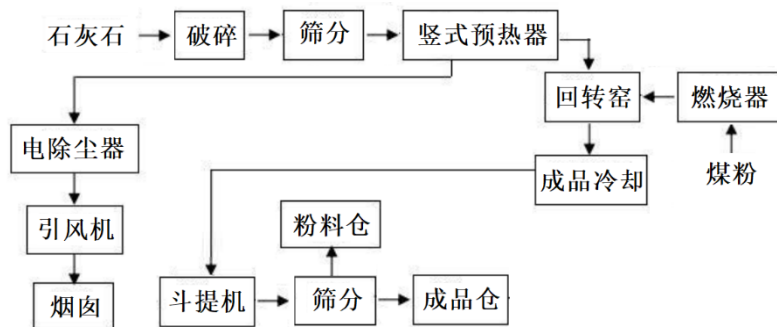 石灰石
破碎
筛分
竖式预热器
回转窑
燃烧器
电除尘器
成品冷却
煤粉
引风机
粉料仓
烟囱
斗提机
筛分
成品仓